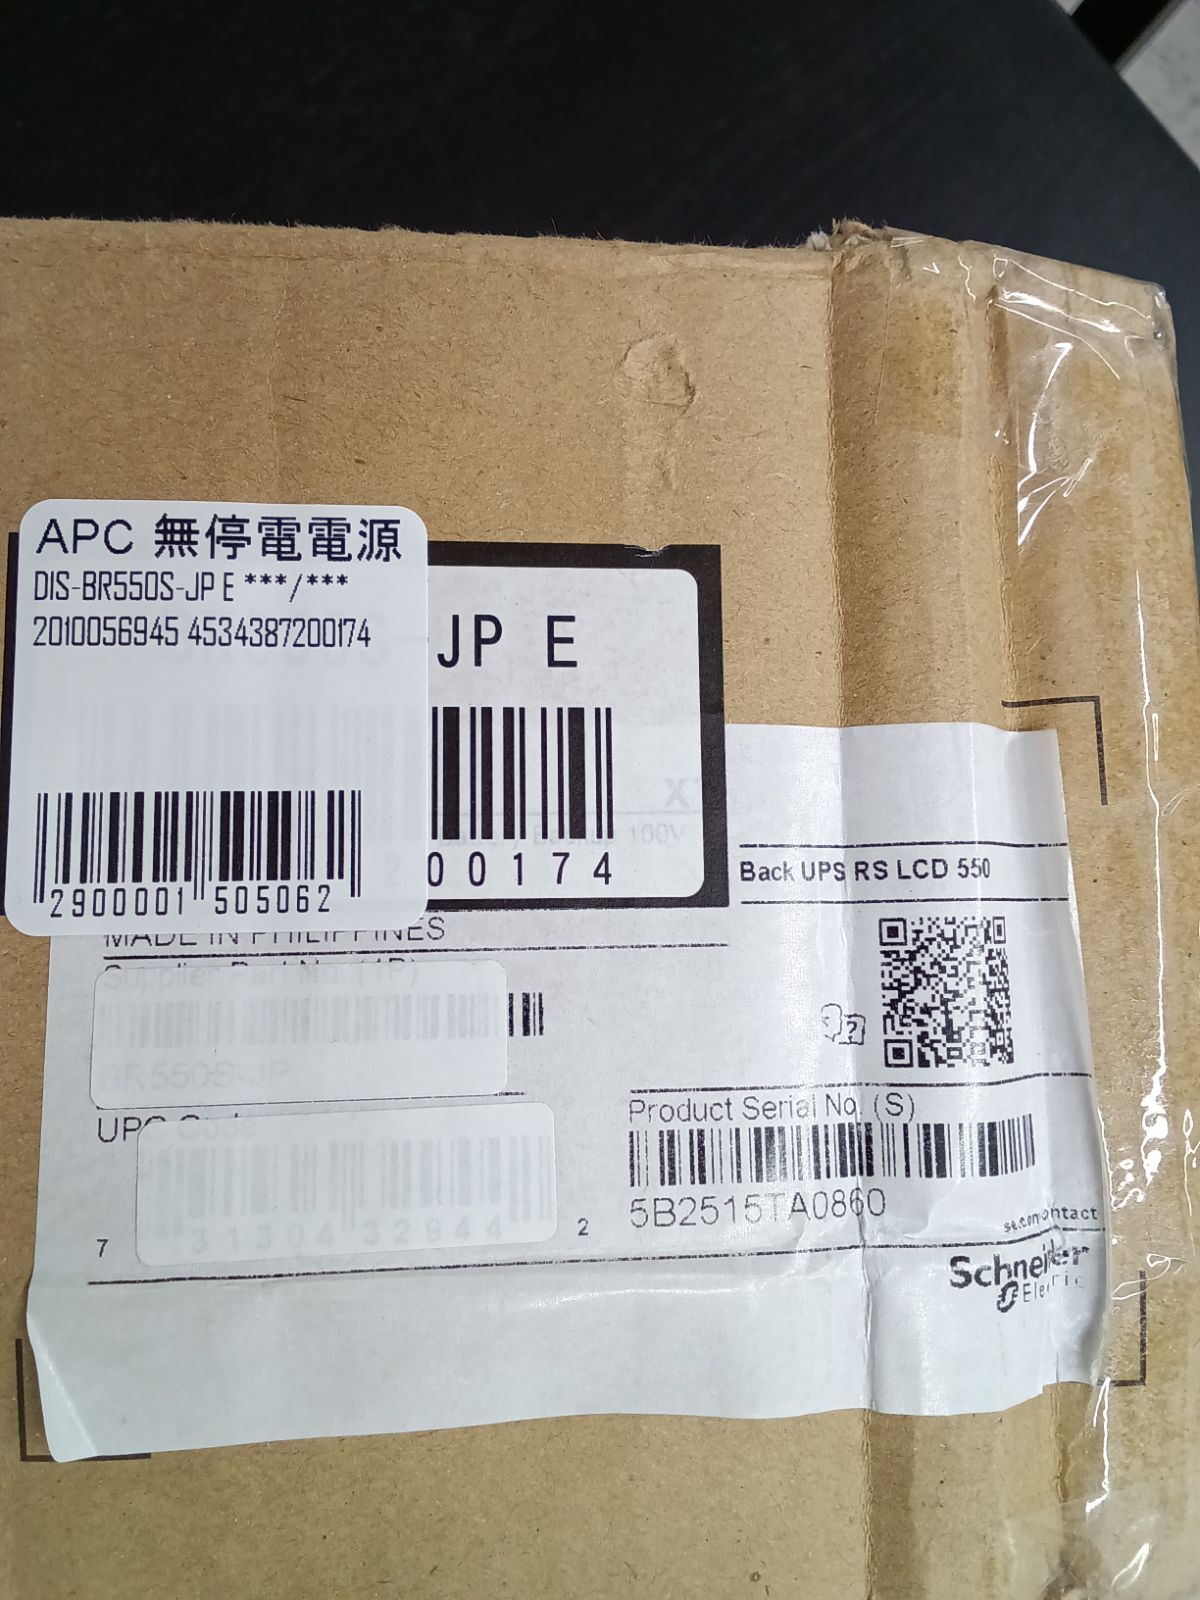 APC 無停電電源
DIS-BR550S-JP E ***/***
2010056945 4534387200174
-JP E
2900001 505062
200174
Back UPS RS LCD 550
MADE IN PHILIPPINES
Supplier Part No. (1P)
BR550S-J
UPC Code
7
2
Product Serial No. (S)
5B2515TA0860
se.com/contact
Schneider
Electric